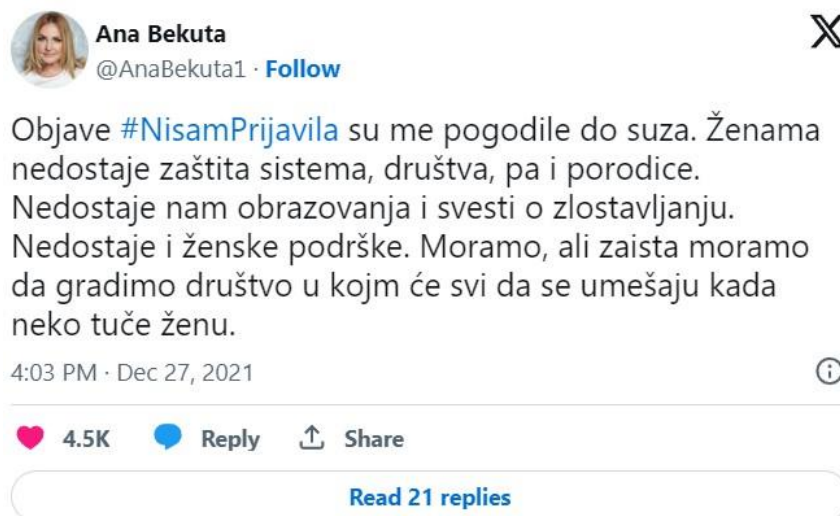 Ana Bekuta
@AnaBekuta1 · Follow
Objave #NisamPrijavila su me pogodile do suza. Ženama
nedostaje zaštita sistema, društva, pa i porodice.
Nedostaje nam obrazovanja i svesti o zlostavljanju.
Nedostaje i ženske podrške. Moramo, ali zaista moramo
da gradimo društvo u kojm će svi da se umešaju kada
neko tuče ženu.
4:03 PM · Dec 27, 2021
4.5K Reply Share
Read 21 replies